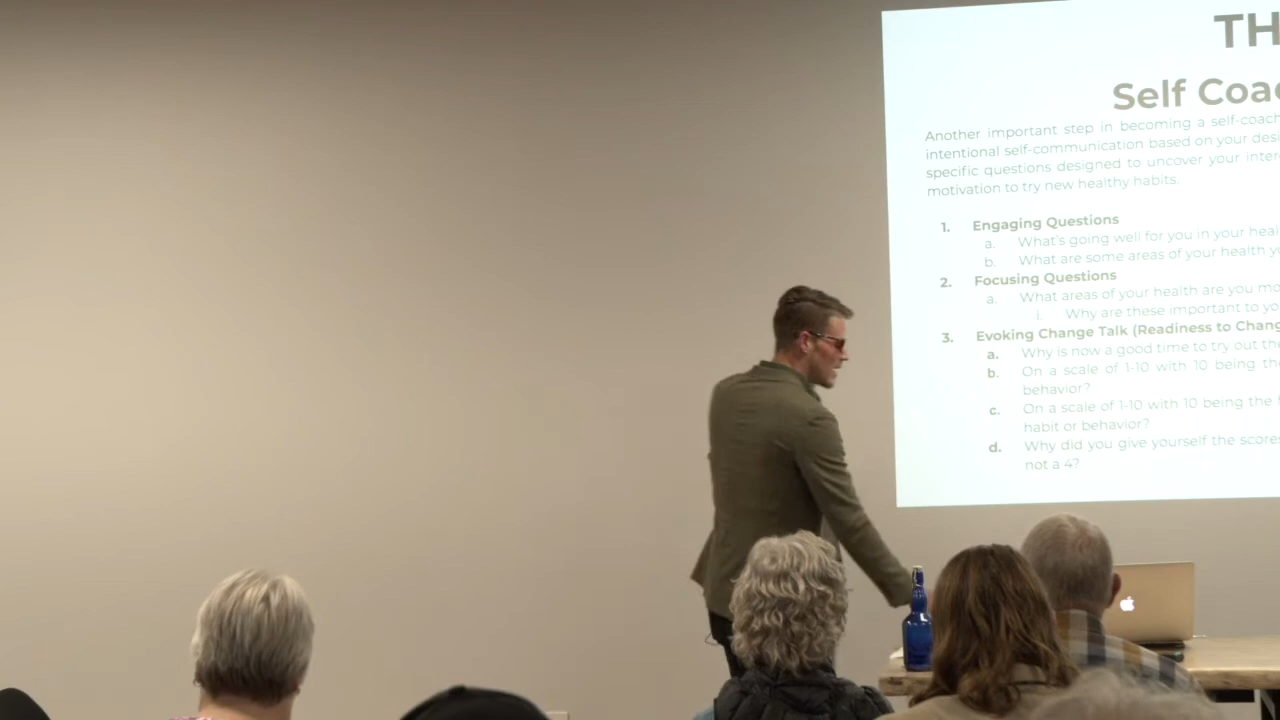 TH
Self Coac
Another important step in becoming a self-coach
intentional self-communication based on your desi
specific questions designed to uncover your inter
motivation to try new healthy habits.
1. Engaging Questions
a. What's going well for you in your heal
b. What are some areas of your health yo
2. Focusing Questions
a. What areas of your health are you mo
i. Why are these important to yo
3. Evoking Change Talk (Readiness to Chang
a. Why is now a good time to try out the
b. On a scale of 1-10 with 10 being the
behavior?
c. On a scale of 1-10 with 10 being the h
habit or behavior?
d. Why did you give yourself the scores
not a 4?